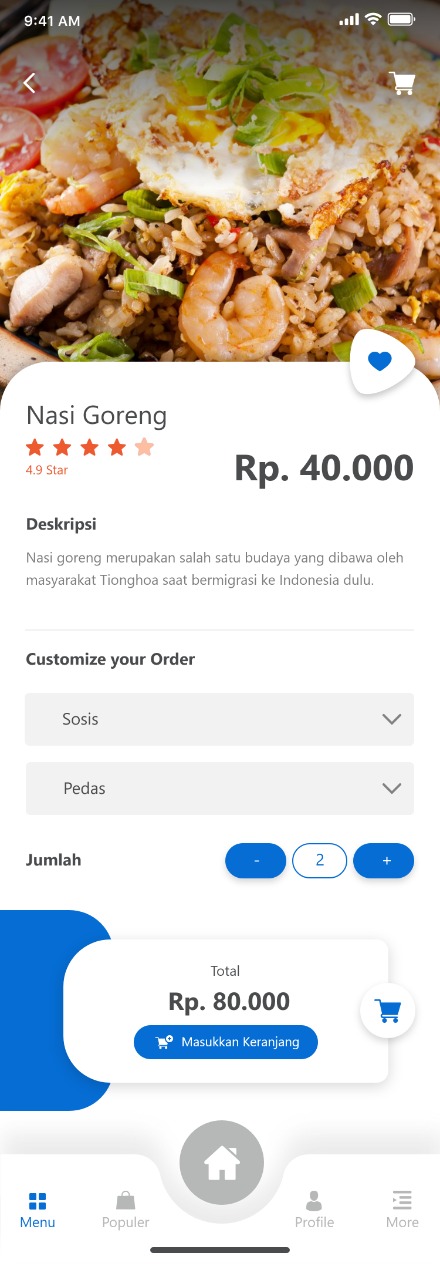 9:41 AM
Nasi Goreng
4.9 Star
Rp. 40.000
Deskripsi
Nasi goreng merupakan salah satu budaya yang dibawa oleh
masyarakat Tionghoa saat bermigrasi ke Indonesia dulu.
Customize your Order
Sosis
Pedas
Jumlah
- 2 +
Total
Rp. 80.000
Masukkan Keranjang
Menu Populer Profile More